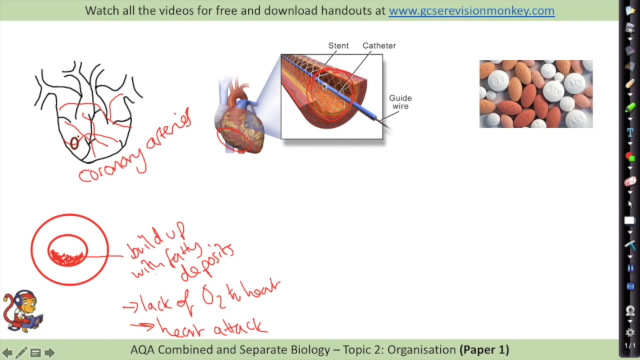 Watch all the videos for free and download handouts at www.gcserevisionmonkey.com
Stent Catheter
Guide
wire
coronary arteries
build up
with fatty
deposits
→ lack of O2 to heart
→ heart attack
AQA Combined and Separate Biology – Topic 2: Organisation (Paper 1)
1/1